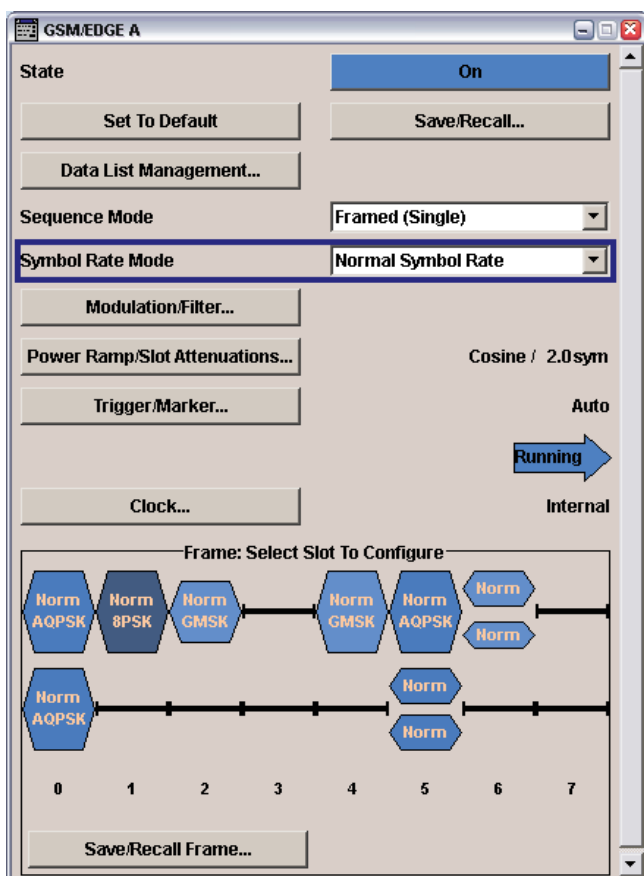 GSM/EDGE A
State On
Set To Default Save/Recall...
Data List Management...
Sequence Mode Framed (Single)
Symbol Rate Mode Normal Symbol Rate
Modulation/Filter...
Power Ramp/Slot Attenuations... Cosine / 2.0 sym
Trigger/Marker... Auto
Running
Clock... Internal
Frame: Select Slot To Configure
Norm AQPSK Norm 8PSK Norm GMSK Norm GMSK Norm AQPSK Norm Norm
Norm AQPSK Norm Norm
0 1 2 3 4 5 6 7
Save/Recall Frame...